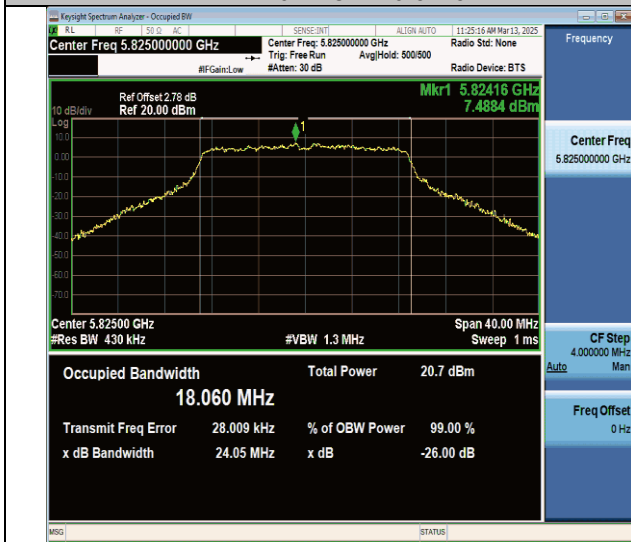 Keysight Spectrum Analyzer - Occupied BW
RL RF 50 Ω AC SENSE:INT ALIGN AUTO 11:25:16 AM Mar 13, 2025
Center Freq 5.825000000 GHz
Center Freq: 5.825000000 GHz
Radio Std: None
Trig: Free Run Avg|Hold: 500/500
#IFGain:Low #Atten: 30 dB Radio Device: BTS
Frequency
Ref Offset 2.78 dB
Mkr1 5.82416 GHz
10 dB/div Ref 20.00 dBm 7.4884 dBm
Log
10.0
0.00
-10.0
-20.0
-30.0
-40.0
-50.0
-60.0
-70.0
1
Center 5.82500 GHz Span 40.00 MHz
#Res BW 430 kHz #VBW 1.3 MHz Sweep 1 ms
Occupied Bandwidth Total Power 20.7 dBm
18.060 MHz
Transmit Freq Error 28.009 kHz % of OBW Power 99.00 %
x dB Bandwidth 24.05 MHz x dB -26.00 dB
Center Freq
5.825000000 GHz
CF Step
4.000000 MHz
Auto Man
Freq Offset
0 Hz
MSG STATUS